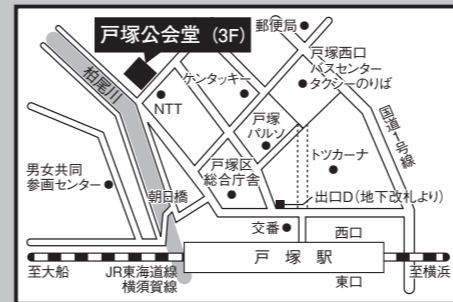 郵便局
戸塚公会堂（3F）
戸塚西口
バスセンター
タクシーのりば
柏尾川
ケンタッキー
NTT
国道1号線
戸塚
パルソ
トツカーナ
男女共同
参画センター
戸塚区
総合庁舎
朝日橋
出口D（地下改札より）
交番
西口
戸塚駅
東口
至大船
JR東海道線
横須賀線
至横浜